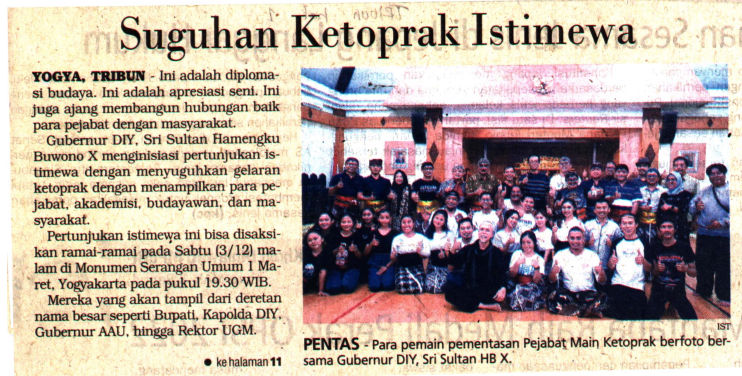 Suguhan Ketoprak Istimewa
YOGYA, TRIBUN - Ini adalah diploma-
si budaya. Ini adalah apresiasi seni. Ini
juga ajang membangun hubungan baik
para pejabat dengan masyarakat.
Gubernur DIY, Sri Sultan Hamengku
Buwono X menginisiasi pertunjukan is-
timewa dengan menyuguhkan gelaran
ketoprak dengan menampilkan para pe-
jabat, akademisi, budayawan, dan ma-
syarakat.
Pertunjukan istimewa ini bisa disaksi-
kan ramai-ramai pada Sabtu (3/12) ma-
lam di Monumen Serangan Umum 1 Ma-
ret, Yogyakarta pada pukul 19.30 WIB.
Mereka yang akan tampil dari deretan
nama besar seperti Bupati, Kapolda DIY,
Gubernur AAU, hingga Rektor UGM.
● ke halaman 11
IST
PENTAS - Para pemain pementasan Pejabat Main Ketoprak berfoto ber-
sama Gubernur DIY, Sri Sultan HB X.